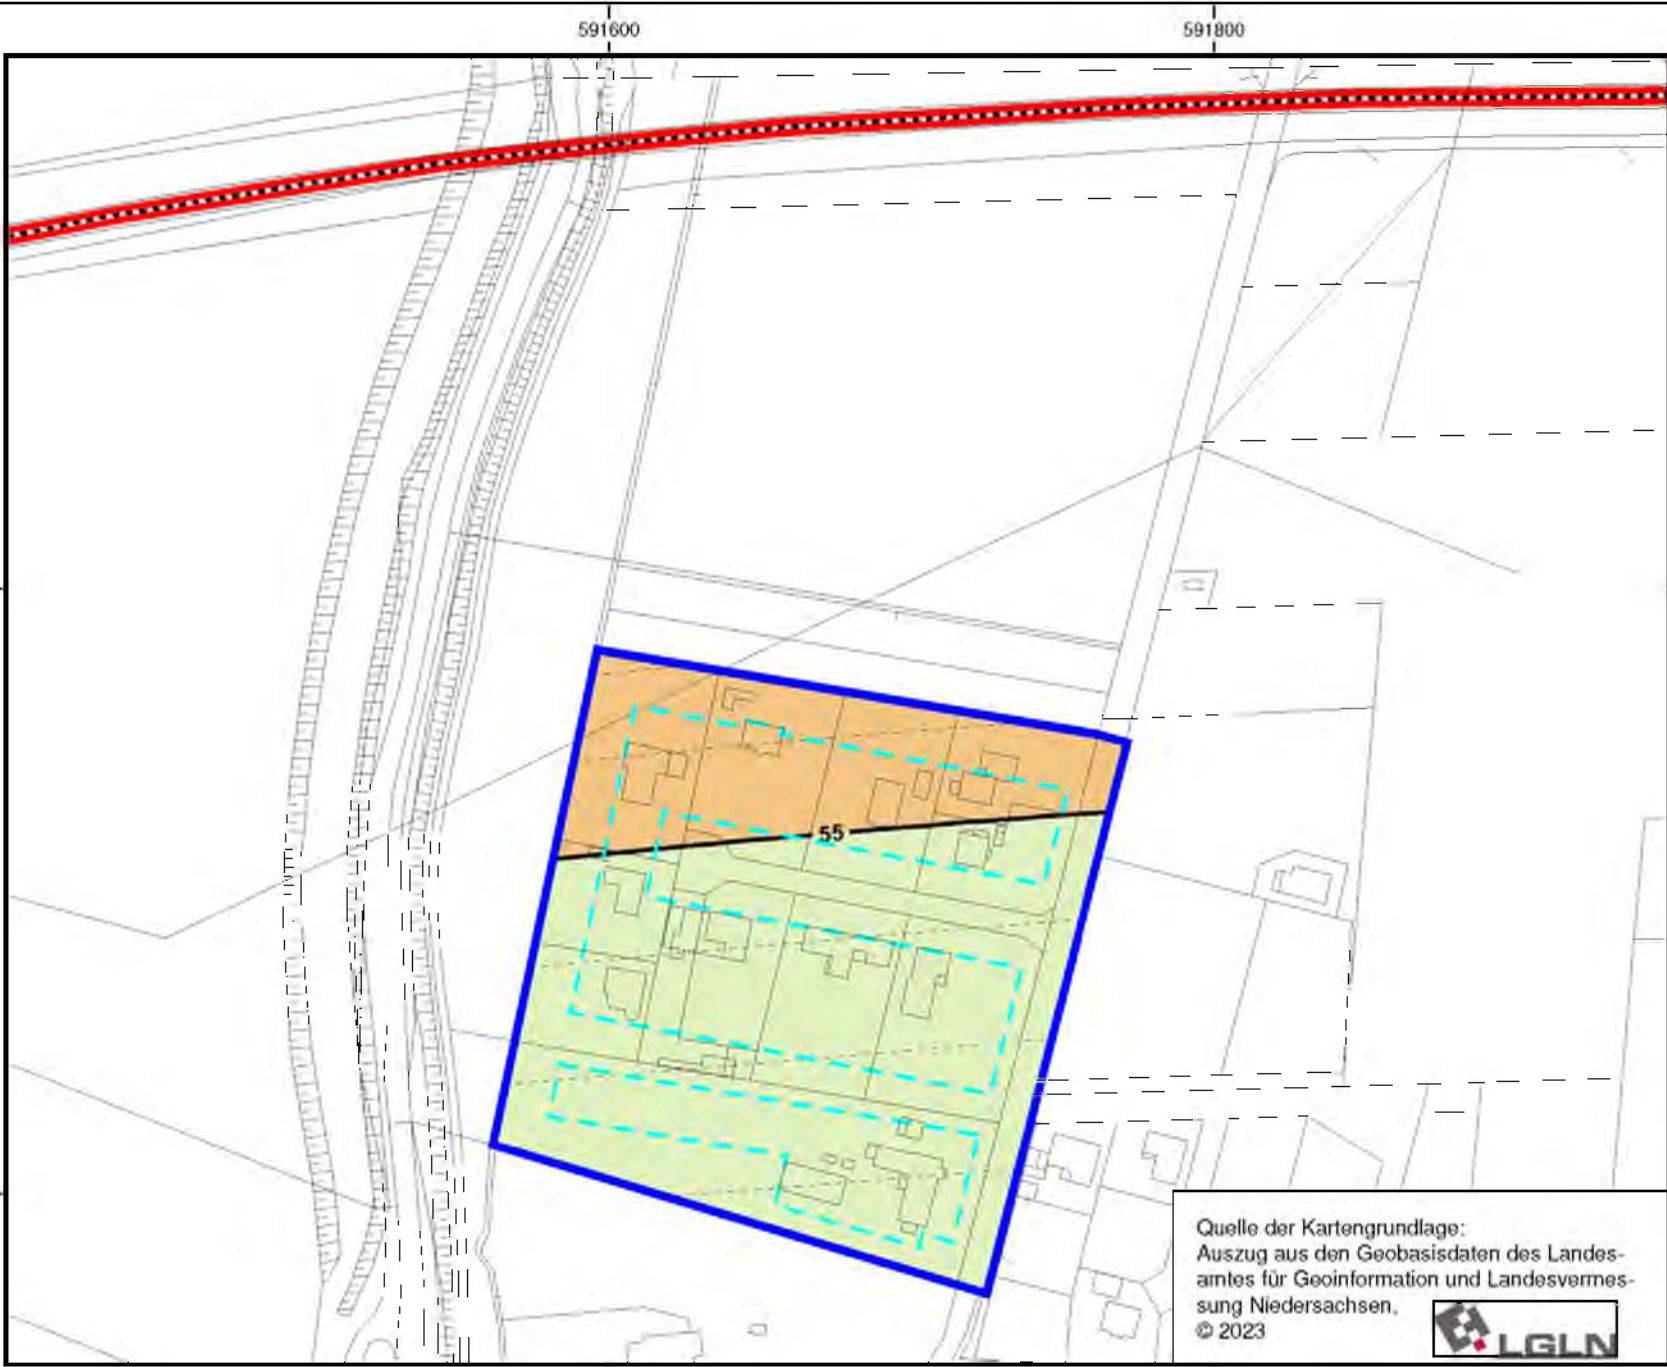 591600
591800
55
Quelle der Kartengrundlage:
Auszug aus den Geobasisdaten des Landes-
amtes für Geoinformation und Landesvermes-
sung Niedersachsen,
© 2023
LGLN